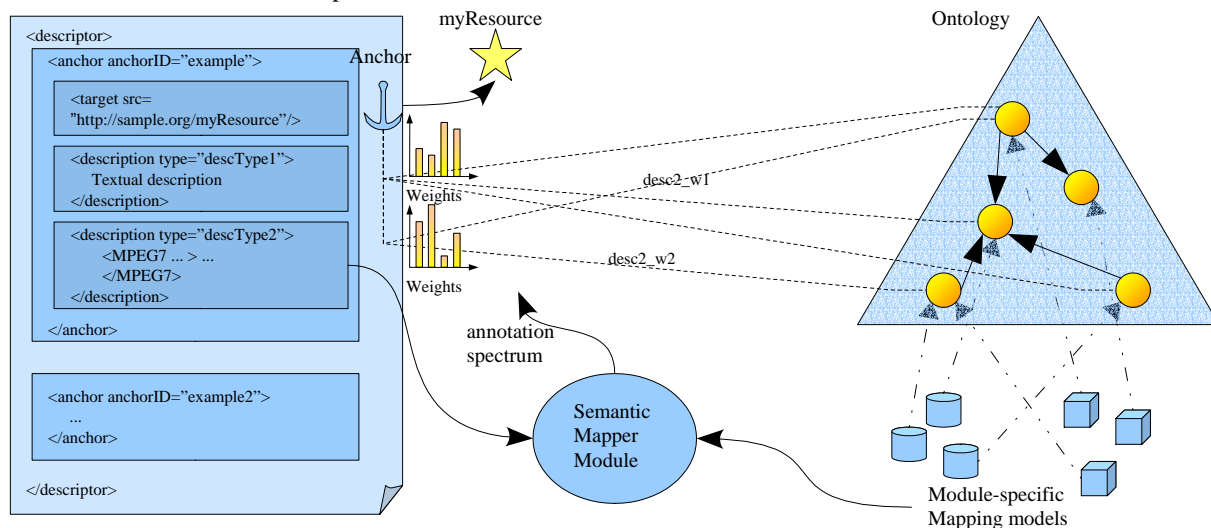 <descriptor>
<anchor anchorID=”example”>
<target src=
”http://sample.org/myResource”/>
<description type=”descType1”>
Textual description
</description>
<description type=”descType2”>
<MPEG7 ... > ...
</MPEG7>
</description>
</anchor>
<anchor anchorID=”example2”>
...
</anchor>
</descriptor>
Anchor
myResource
Weights
Weights
desc2_w1
desc2_w2
annotation
spectrum
Semantic
Mapper
Module
Ontology
Module-specific
Mapping models